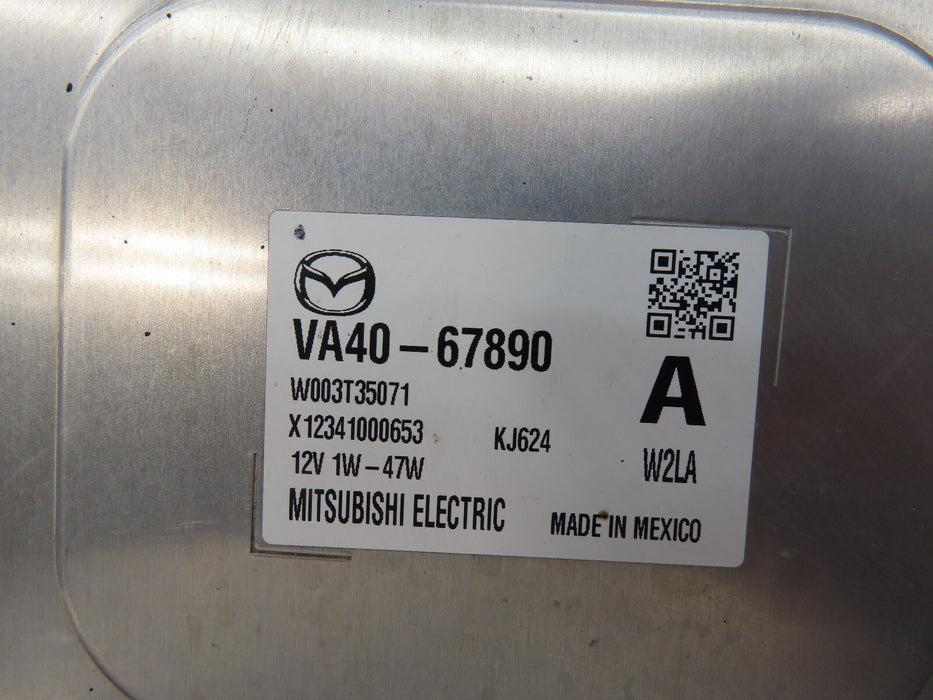 VA40-67890
A
W003T35071
X12341000653
KJ624
12V 1W-47W
W2LA
MITSUBISHI ELECTRIC
MADE IN MEXICO